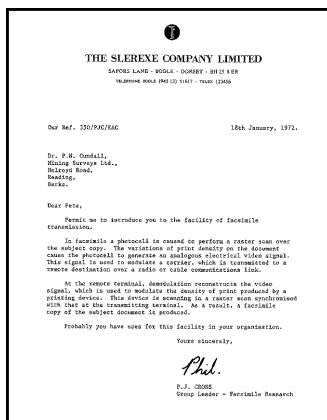 THE SLEREXE COMPANY LIMITED
SAPORS LANE - BOOLE - DORSET - BH 25 8 ER
TELEPHONE BOOLE (945 13) 51617 - TELEX 123456
Our Ref. 350/PJC/EAC 18th January, 1972.
Dr. P.N. Cundall,
Mining Surveys Ltd.,
Holroyd Road,
Reading,
Berks.
Dear Pete,
Permit me to introduce you to the facility of facsimile
transmission.
In facsimile a photocell is caused to perform a raster scan over
the subject copy. The variations of print density on the document
cause the photocell to generate an analogous electrical video signal.
This signal is used to modulate a carrier, which is transmitted to a
remote destination over a radio or cable communications link.
At the remote terminal, demodulation reconstructs the video
signal, which is used to modulate the density of print produced by a
printing device. This device is scanning in a raster scan synchronised
with that at the transmitting terminal. As a result, a facsimile
copy of the subject document is produced.
Probably you have uses for this facility in your organisation.
Yours sincerely,
Phil.
P.J. CROSS
Group Leader - Facsimile Research